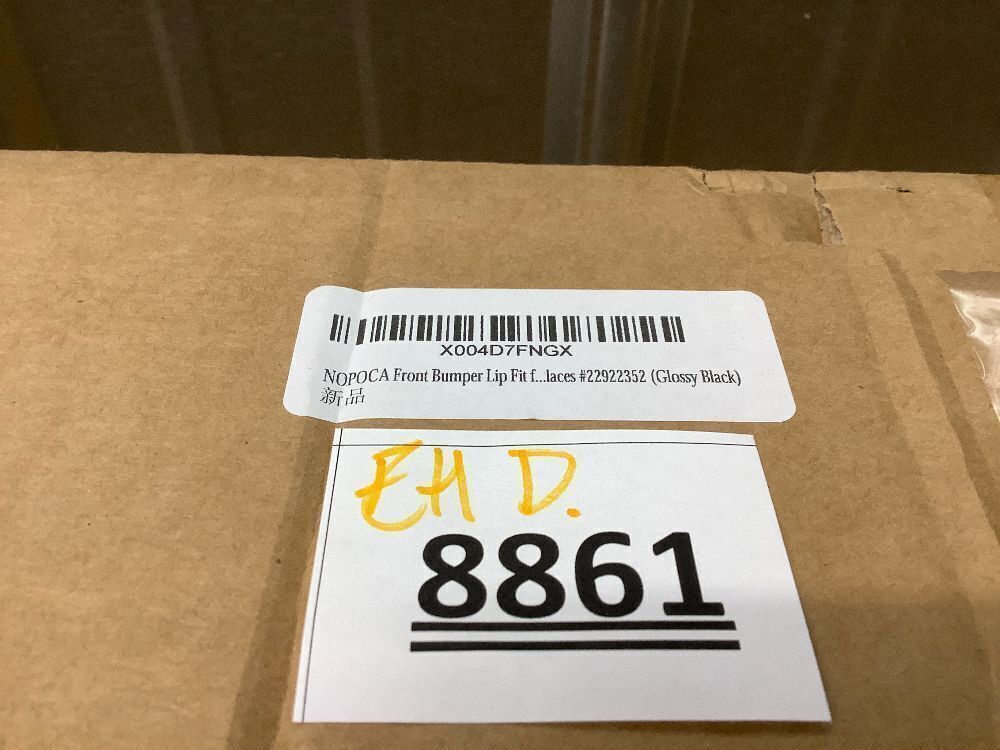 X004D7FNGX
NOPOCA Front Bumper Lip Fit f...laces #22922352 (Glossy Black)
新品
EH D.
8861